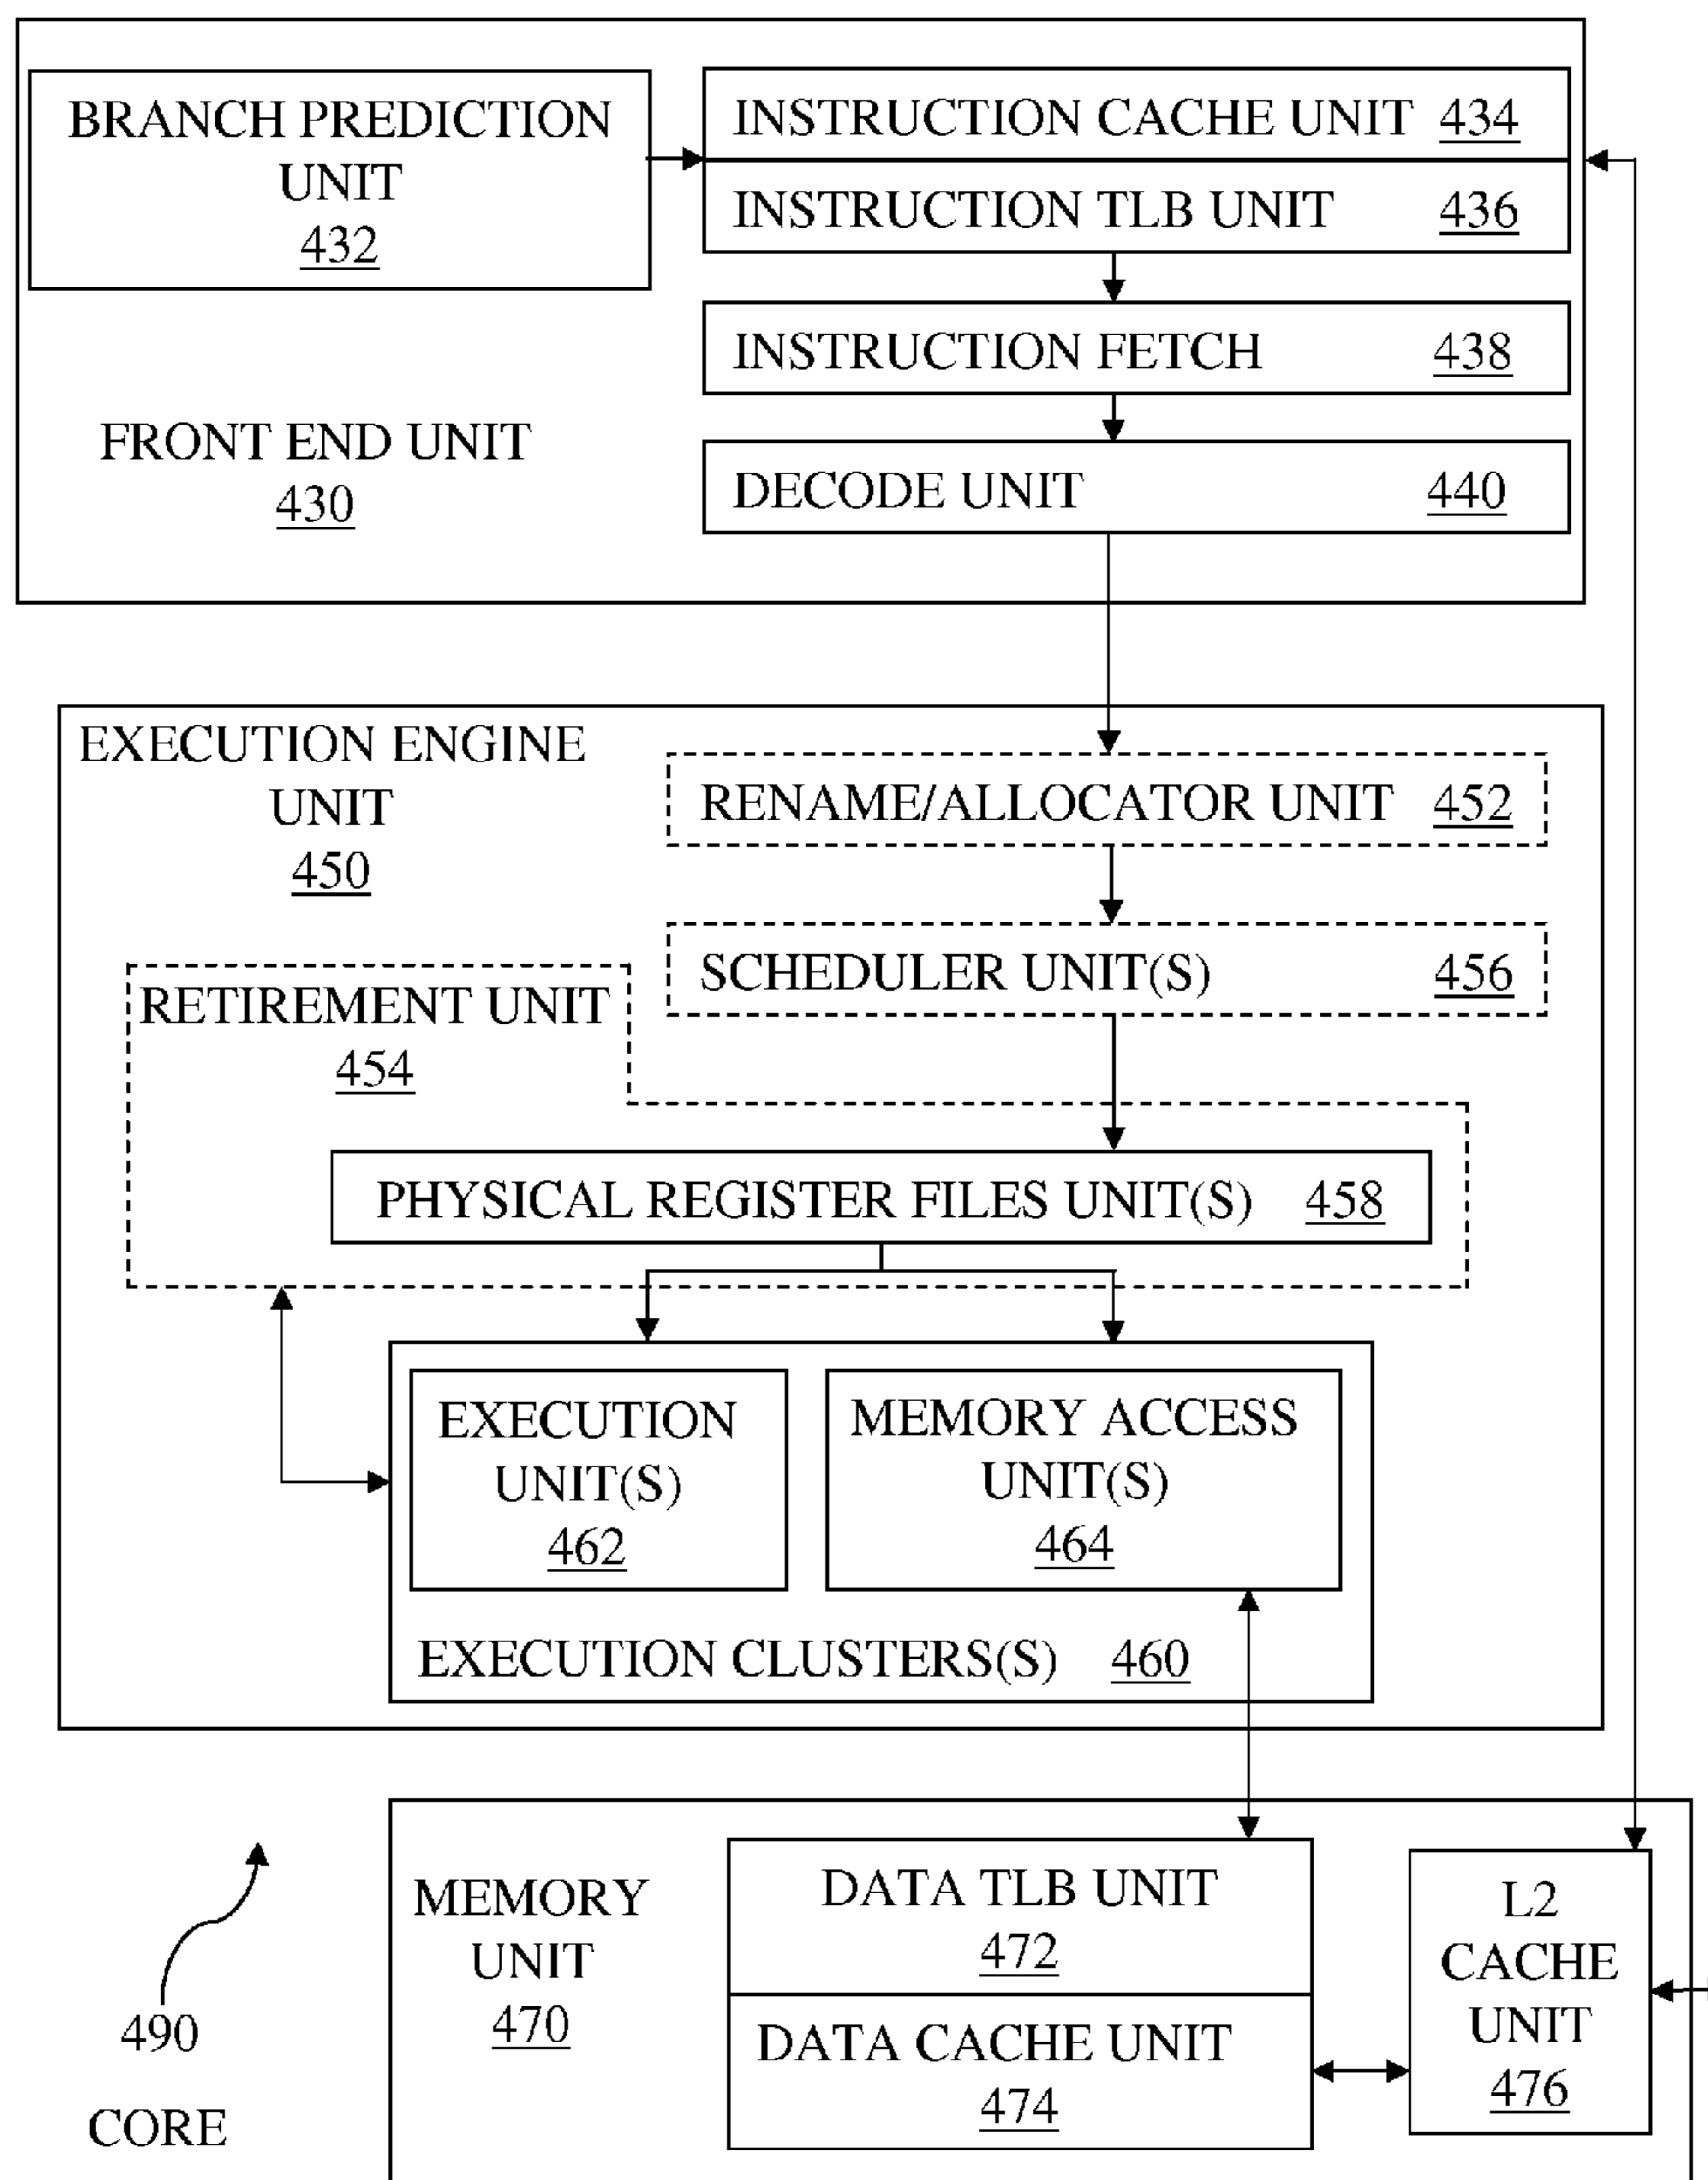 BRANCH PREDICTION
UNIT
432
INSTRUCTION CACHE UNIT 434
INSTRUCTION TLB UNIT 436
INSTRUCTION FETCH 438
FRONT END UNIT
430
DECODE UNIT 440
EXECUTION ENGINE
UNIT
450
RENAME/ALLOCATOR UNIT 452
SCHEDULER UNIT(S) 456
RETIREMENT UNIT
454
PHYSICAL REGISTER FILES UNIT(S) 458
EXECUTION
UNIT(S)
462
MEMORY ACCESS
UNIT(S)
464
EXECUTION CLUSTERS(S) 460
490
CORE
MEMORY
UNIT
470
DATA TLB UNIT
472
DATA CACHE UNIT
474
L2
CACHE
UNIT
476